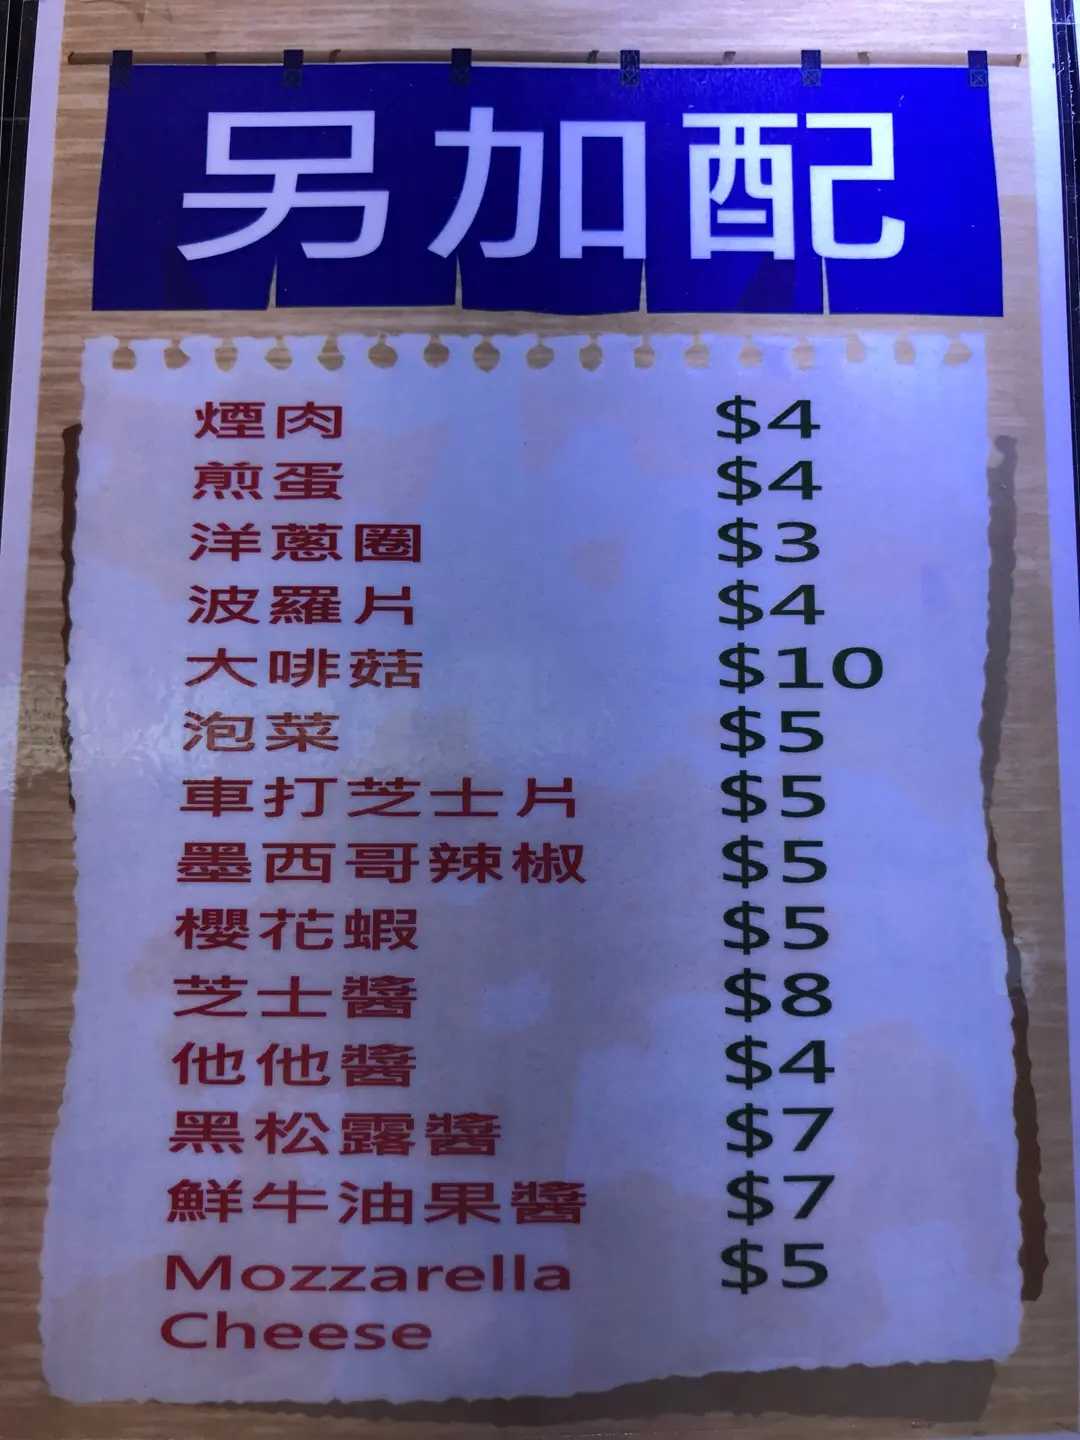 另加配
煙肉 $4
煎蛋 $4
洋蔥圈 $3
波羅片 $4
大啡菇 $10
泡菜 $5
車打芝士片 $5
墨西哥辣椒 $5
櫻花蝦 $5
芝士醬 $8
他他醬 $4
黑松露醬 $7
鮮牛油果醬 $7
Mozzarella $5
Cheese